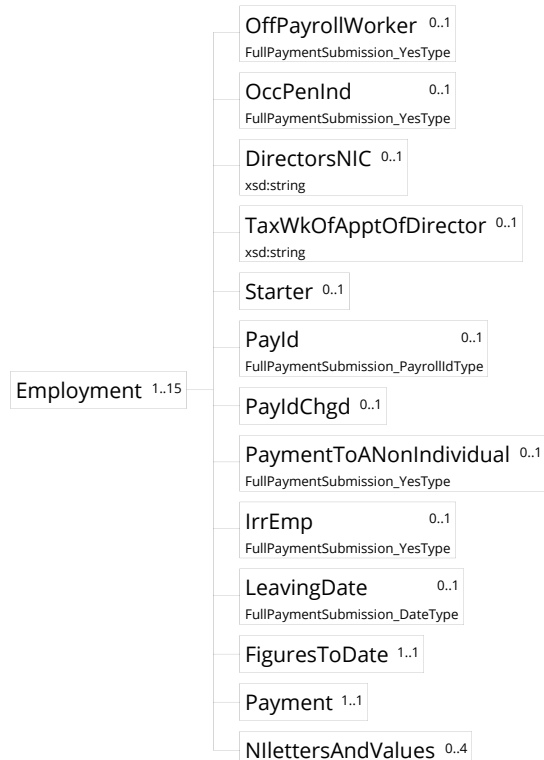 OffPayrollWorker 0..1
FullPaymentSubmission_YesType
OccPenInd 0..1
FullPaymentSubmission_YesType
DirectorsNIC 0..1
xsd:string
TaxWkOfApptOfDirector 0..1
xsd:string
Starter 0..1
PayId 0..1
FullPaymentSubmission_PayrollIdType
Employment 1..15
PayIdChgd 0..1
PaymentToANonIndividual 0..1
FullPaymentSubmission_YesType
IrrEmp 0..1
FullPaymentSubmission_YesType
LeavingDate 0..1
FullPaymentSubmission_DateType
FiguresToDate 1..1
Payment 1..1
NIlettersAndValues 0..4